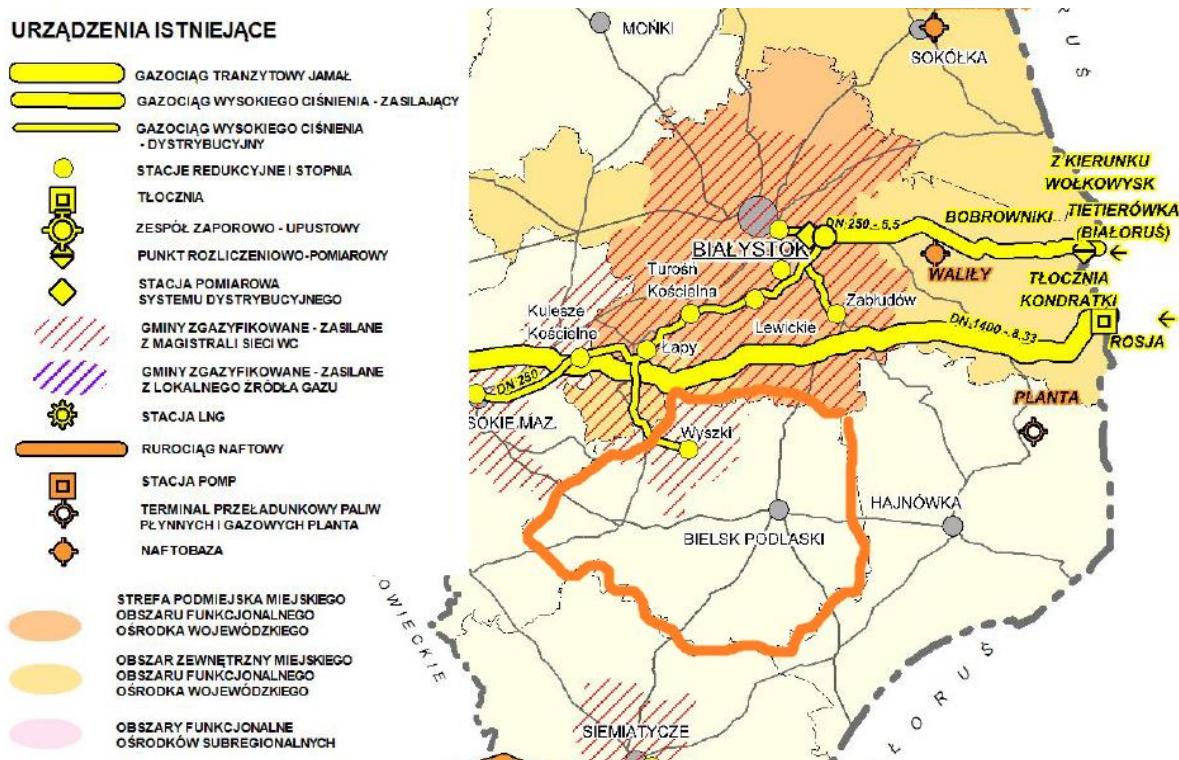 URZĄDZENIA ISTNIEJĄCE
GAZOCIĄG TRANZYTOWY JAMAŁ
GAZOCIĄG WYSOKIEGO CIŚNIENIA - ZASILAJĄCY
GAZOCIĄG WYSOKIEGO CIŚNIENIA
- DYSTRYBUCYJNY
STACJE REDUKCYJNE I STOPNIA
TŁOCZNIA
ZESPÓŁ ZAPOROWO - UPUSTOWY
PUNKT ROZLICZENIOWO-POMIAROWY
STACJA POMIAROWA
SYSTEMU DYSTRYBUCYJNEGO
GMINY ZGAZYFIKOWANE - ZASILANE
Z MAGISTRALI SIECI WC
GMINY ZGAZYFIKOWANE - ZASILANE
Z LOKALNEGO ŹRÓDŁA GAZU
STACJA LNG
RUROCIĄG NAFTOWY
STACJA POMP
TERMINAL PRZEŁADUNKOWY PALIW
PŁYNNYCH I GAZOWYCH PLANTA
NAFTOBAZA
STREFA PODMIEJSKA MIEJSKIEGO
OBSZARU FUNKCJONALNEGO
OŚRODKA WOJEWÓDZKIEGO
OBSZAR ZEWNĘTRZNY MIEJSKIEGO
OBSZARU FUNKCJONALNEGO
OŚRODKA WOJEWÓDZKIEGO
OBSZARY FUNKCJONALNE
OŚRODKÓW SUBREGIONALNYCH
MOŃKI
SOKÓŁKA
RUŚ
Z KIERUNKU
WOŁKOWYSK
BOBROWNIKI
TIETIERÓWKA
(BIAŁORUŚ)
DN 250 - 5,5
BIAŁYSTOK
WALIŁY
TŁOCZNIA
KONDRATKI
Turośń
Kościelna
Zabłudów
Kulesze
Kościelne
Lewickie
DN 1400 - 8,33
ROSJA
Łapy
DN 250
PLANTA
SOKIE MAZ.
Wyszki
HAJNÓWKA
BIELSK PODLASKI
OWIECKIE
ŁORUŚ
SIEMIATYCZE